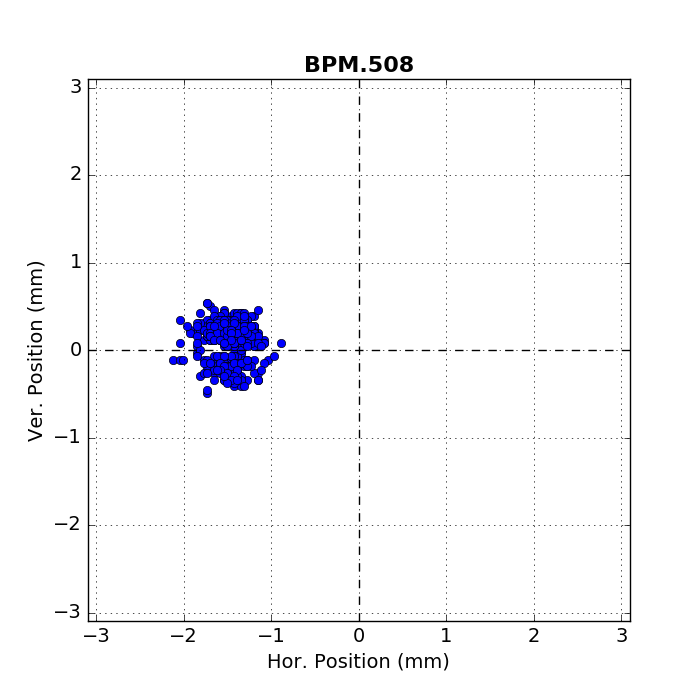 BPM.508
3
2
1
0
−1
−2
−3
Ver. Position (mm)
−3 −2 −1 0 1 2 3
Hor. Position (mm)